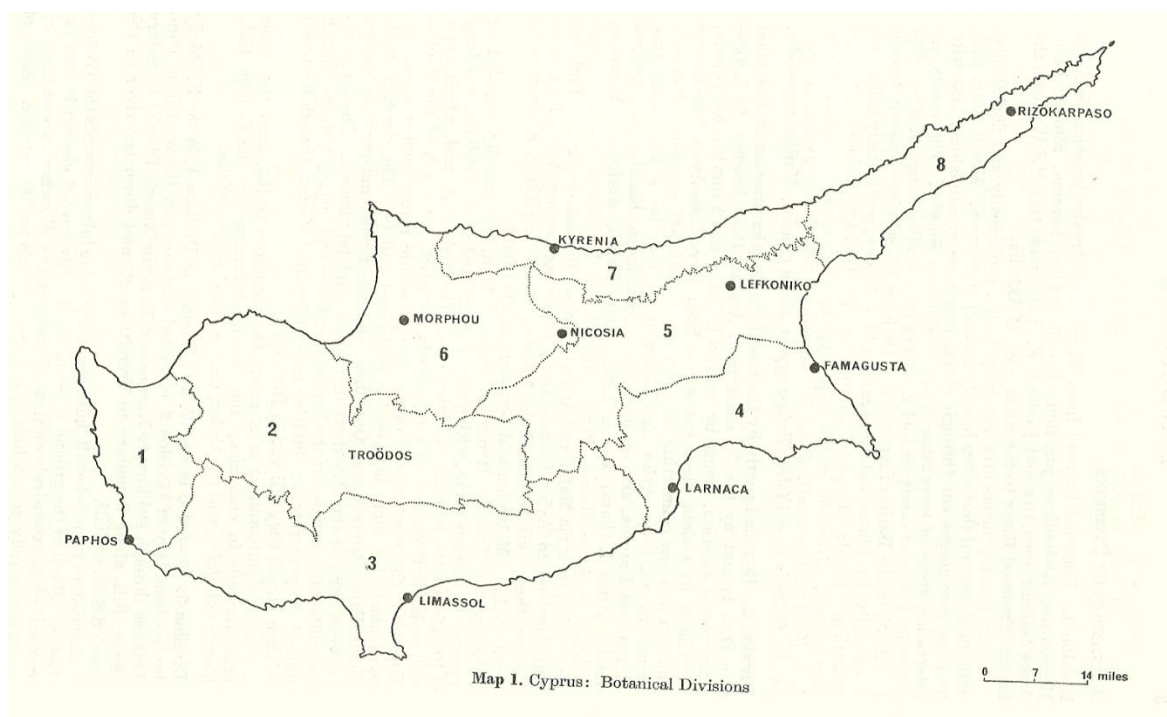 RIZOKARPASO
8
KYRENIA
7
LEFKONIKO
MORPHOU
NICOSIA
5
6
FAMAGUSTA
4
2
TROÖDOS
1
LARNACA
PAPHOS
3
LIMASSOL
Map 1. Cyprus: Botanical Divisions
0 7 14 miles